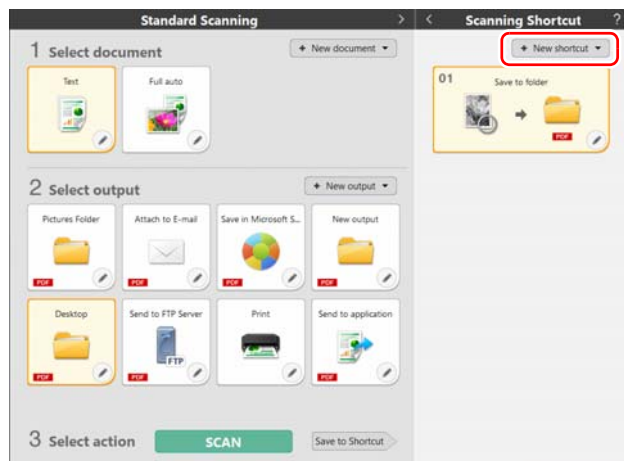 Standard Scanning >
< Scanning Shortcut ?
1 Select document
+ New document
+ New shortcut
Text
Full auto
01 Save to folder
PDF
2 Select output
+ New output
Pictures Folder
Attach to E-mail
Save in Microsoft S...
New output
PDF
PDF
PDF
PDF
Desktop
Send to FTP Server
Print
Send to application
FTP
PDF
PDF
PDF
3 Select action
SCAN
Save to Shortcut